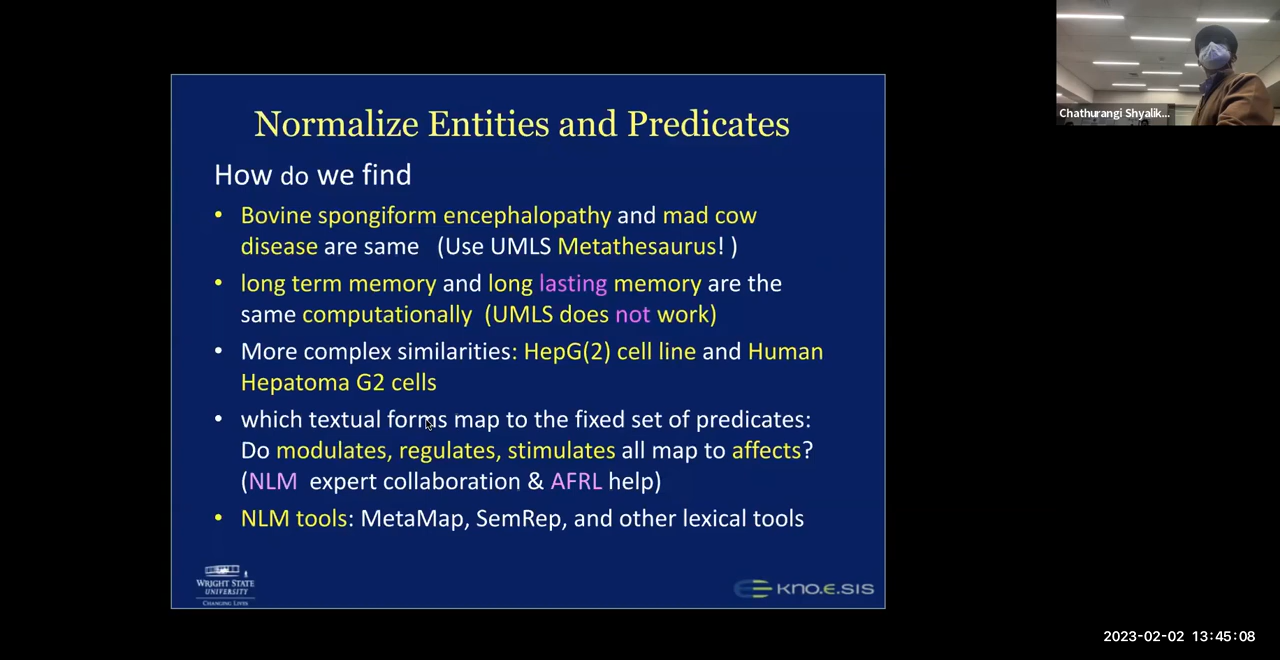 Normalize Entities and Predicates
How do we find
• Bovine spongiform encephalopathy and mad cow
disease are same (Use UMLS Metathesaurus! )
• long term memory and long lasting memory are the
same computationally (UMLS does not work)
• More complex similarities: HepG(2) cell line and Human
Hepatoma G2 cells
• which textual forms map to the fixed set of predicates:
Do modulates, regulates, stimulates all map to affects?
(NLM expert collaboration & AFRL help)
• NLM tools: MetaMap, SemRep, and other lexical tools
WRIGHT STATE
UNIVERSITY
CHANGING LIVES
KNO.E.SIS
Chathurangi Shyalik...
2023-02-02 13:45:08